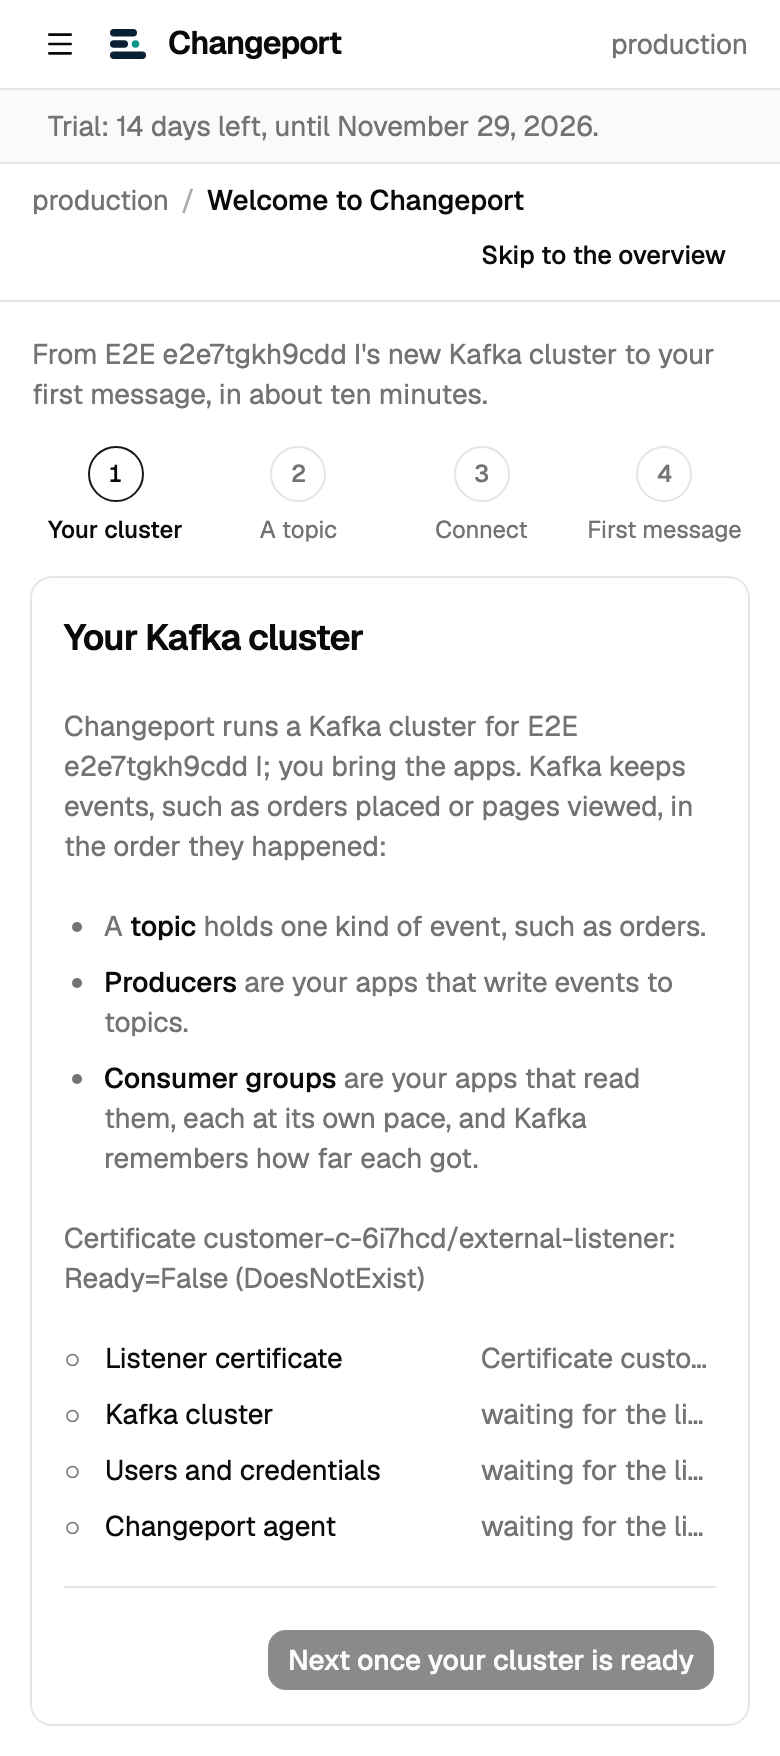 Changeport
production
Trial: 14 days left, until November 29, 2026.
production / Welcome to Changeport
Skip to the overview
From E2E e2e7tgkh9cdd I's new Kafka cluster to your
first message, in about ten minutes.
1 2 3 4
Your cluster A topic Connect First message
Your Kafka cluster
Changeport runs a Kafka cluster for E2E
e2e7tgkh9cdd I; you bring the apps. Kafka keeps
events, such as orders placed or pages viewed, in
the order they happened:
• A topic holds one kind of event, such as orders.
• Producers are your apps that write events to
topics.
• Consumer groups are your apps that read
them, each at its own pace, and Kafka
remembers how far each got.
Certificate customer-c-6i7hcd/external-listener:
Ready=False (DoesNotExist)
Listener certificate Certificate custo...
Kafka cluster waiting for the li...
Users and credentials waiting for the li...
Changeport agent waiting for the li...
Next once your cluster is ready